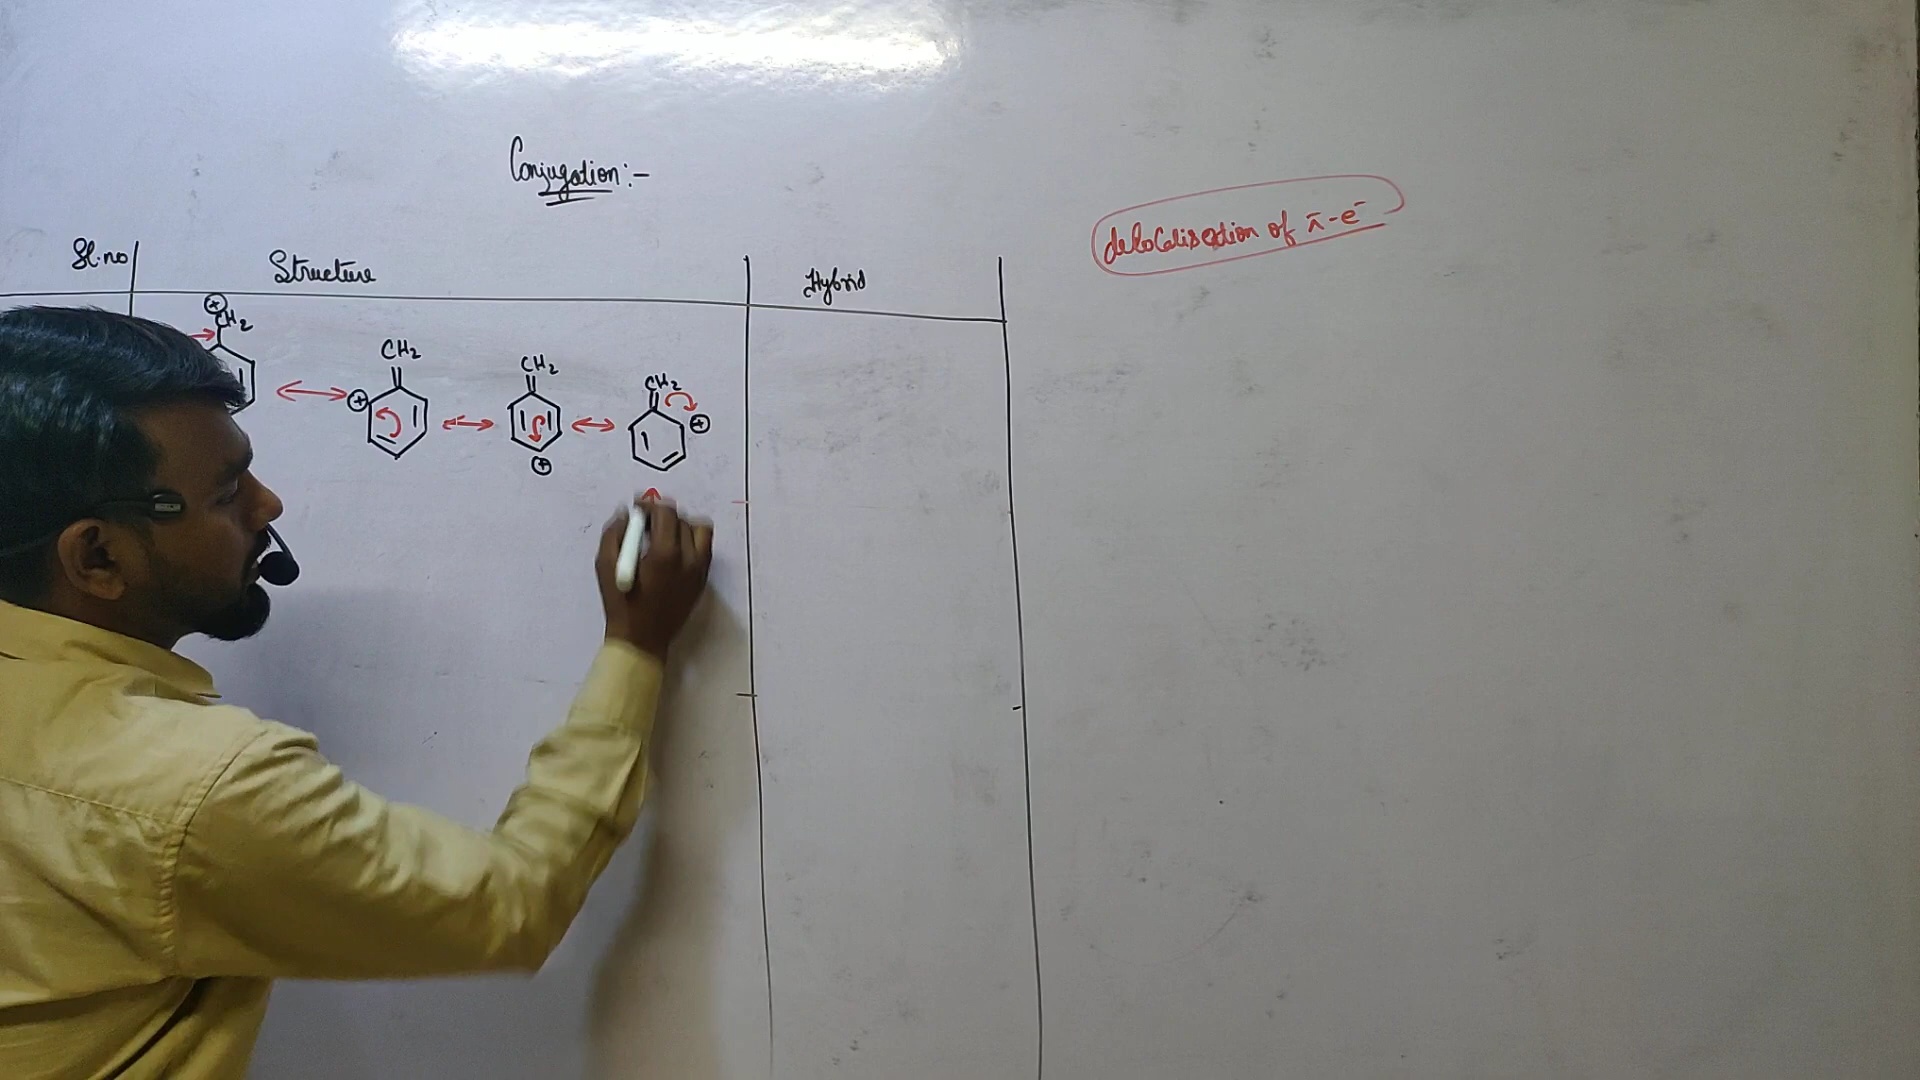 Conjugation:-
delocalisation of π-e⁻
Sl.no Structure Hybrid
⊕
CH₂
CH₂ CH₂ CH₂
⊕ ⊕
⊕